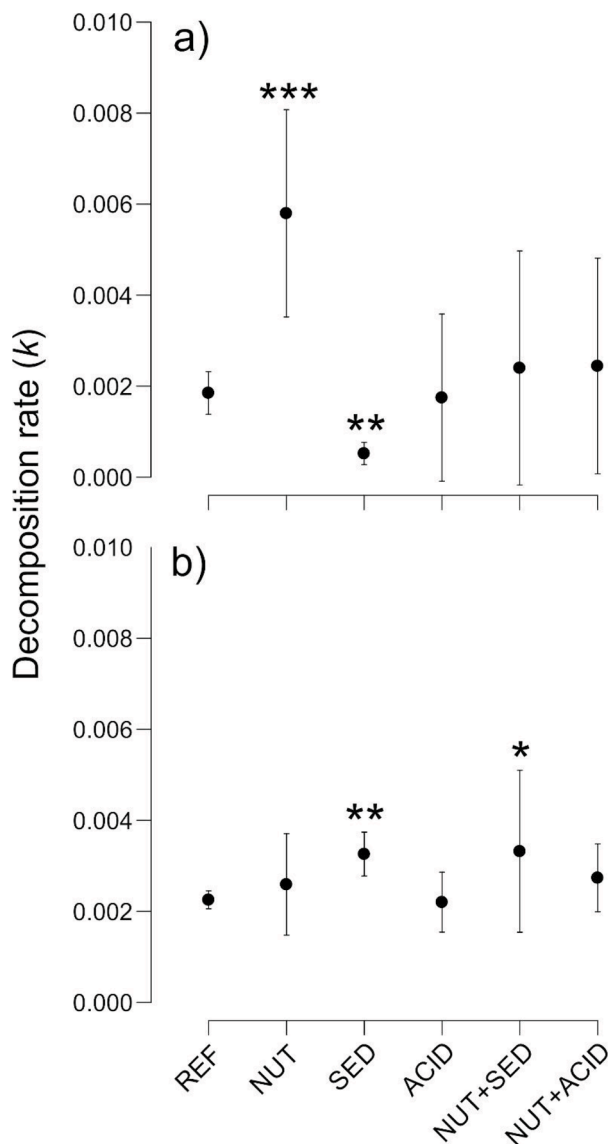 Decomposition rate (k)
a)
0.010
0.008
0.006
0.004
0.002
0.000
***
**
b)
0.010
0.008
0.006
0.004
0.002
0.000
**
*
REF
NUT
SED
ACID
NUT+SED
NUT+ACID